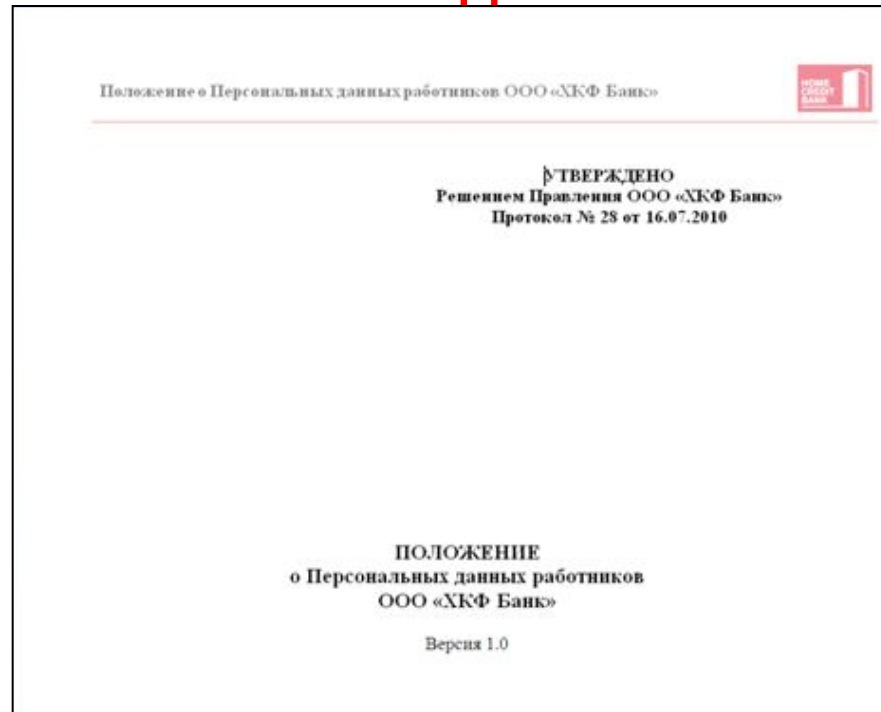 Положение о Персональных данных работников ООО «ХКФ Банк»
HOME
CREDIT
BANK
УТВЕРЖДЕНО
Решением Правления ООО «ХКФ Банк»
Протокол № 28 от 16.07.2010
ПОЛОЖЕНИЕ
о Персональных данных работников
ООО «ХКФ Банк»
Версия 1.0